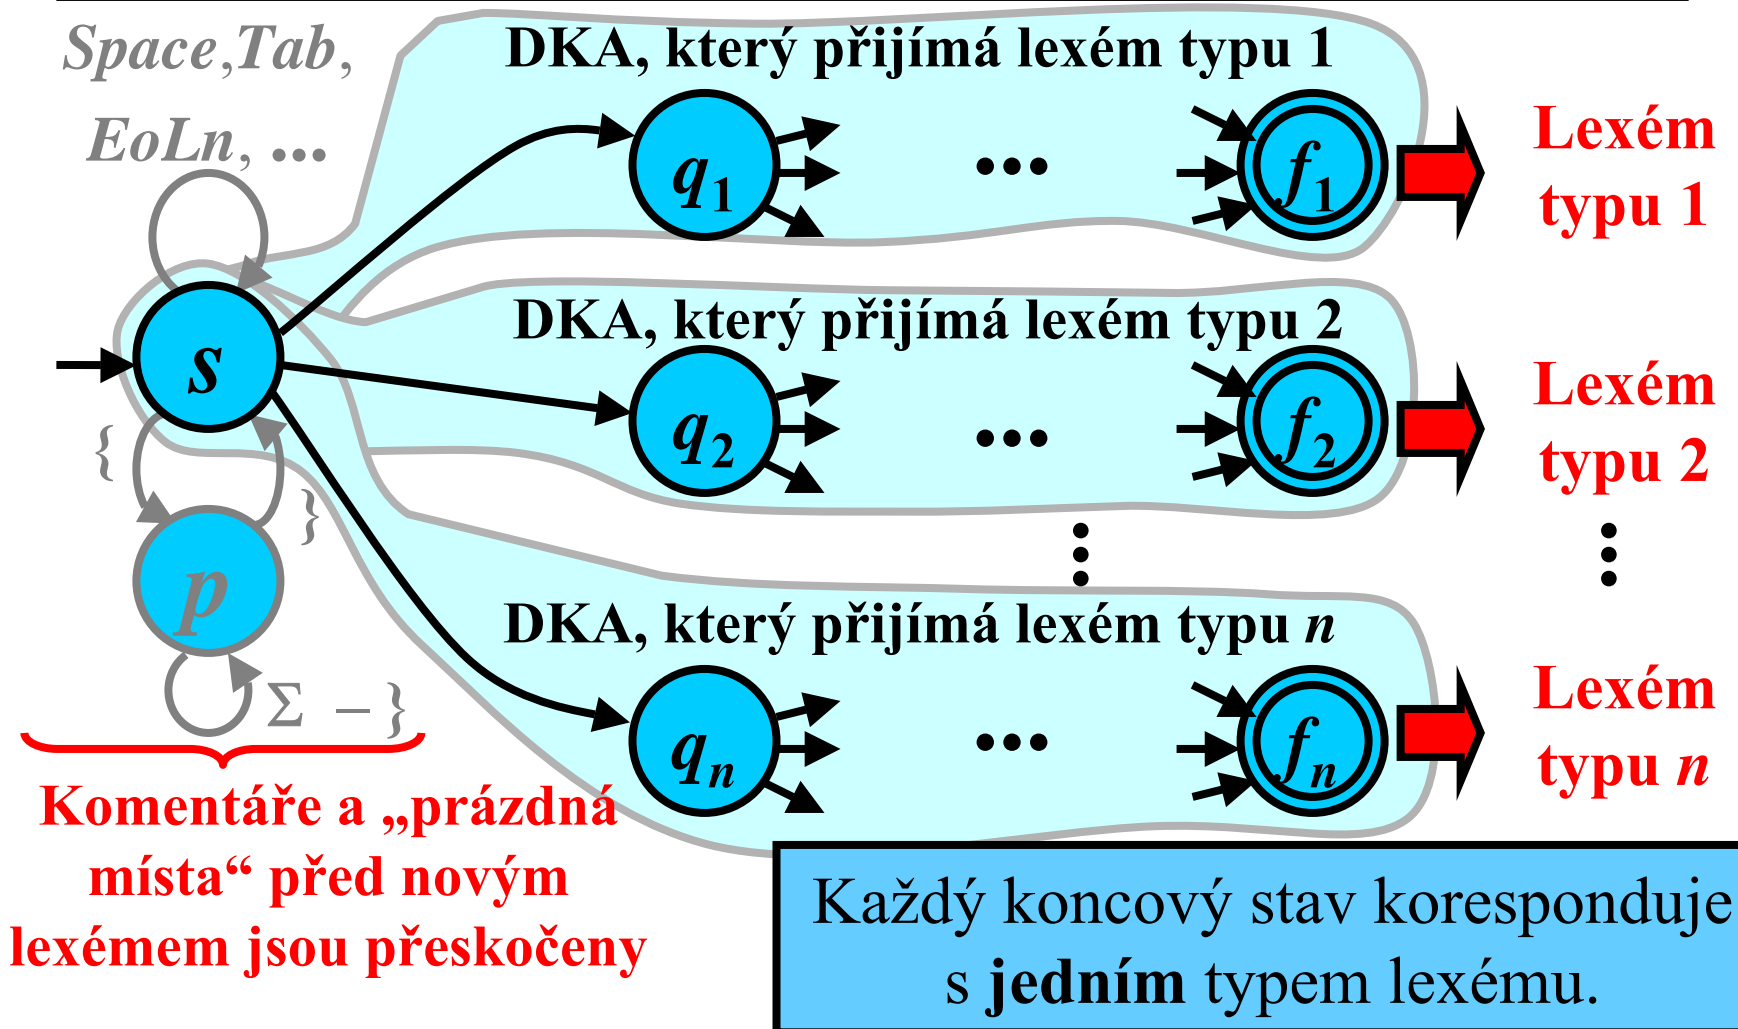 Space,Tab,
EoLn, ...
DKA, který přijímá lexém typu 1
q1
...
f1
Lexém
typu 1
s
DKA, který přijímá lexém typu 2
q2
...
f2
Lexém
typu 2
{
}
p
Σ – }
DKA, který přijímá lexém typu n
qn
...
fn
Lexém
typu n
Komentáře a „prázdná
místa“ před novým
lexémem jsou přeskočeny
Každý koncový stav koresponduje
s jedním typem lexému.